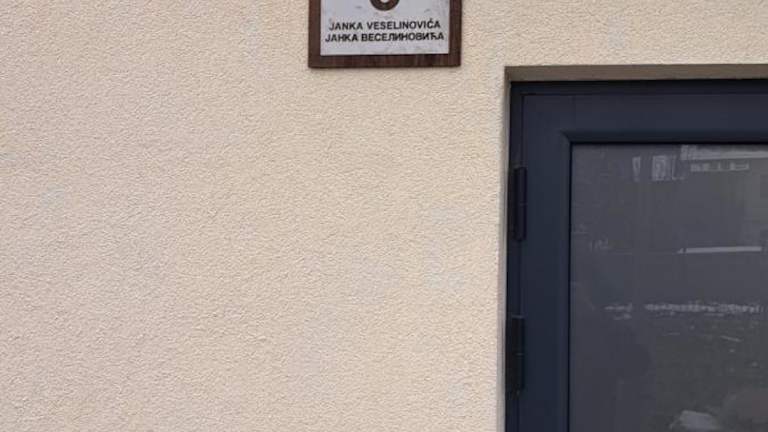 JANKA VESELINOVIĆA
ЈАНКА ВЕСЕЛИНОВИЋА